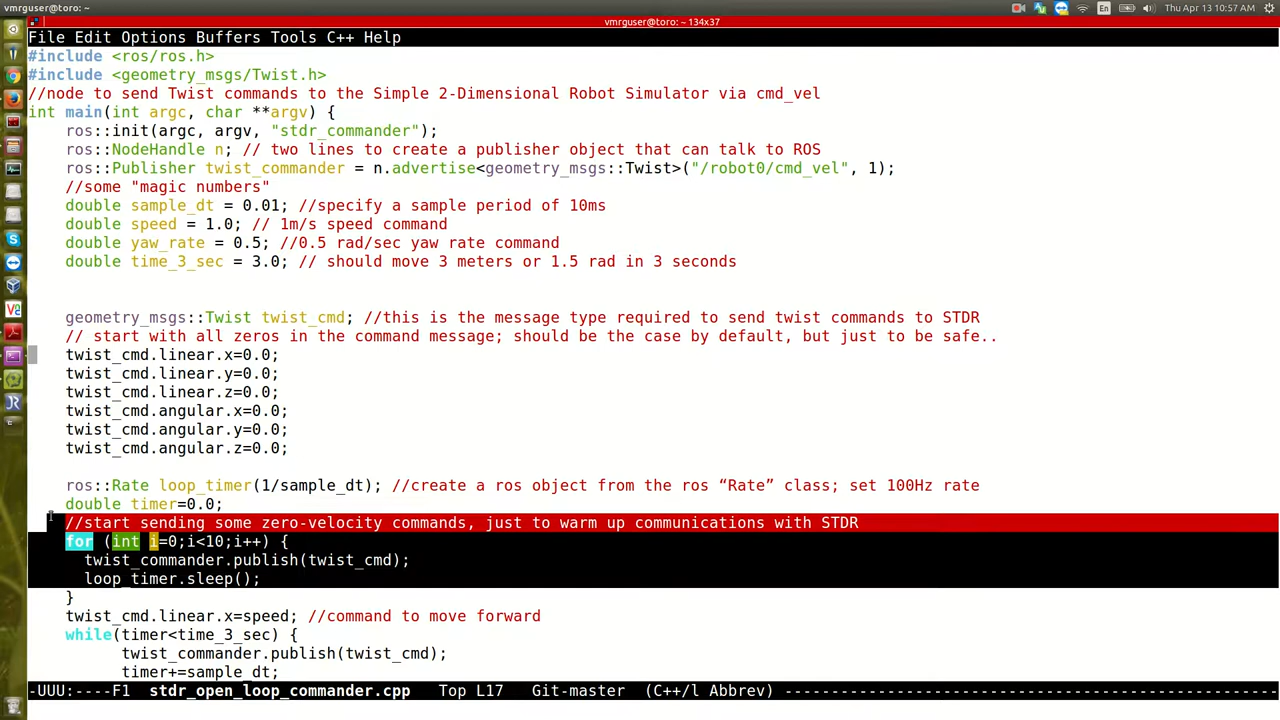 vmrguser@toro: ~
En
Thu Apr 13 10:57 AM
vmrguser@toro: ~ 134x37
File Edit Options Buffers Tools C++ Help
#include <ros/ros.h>
#include <geometry_msgs/Twist.h>
//node to send Twist commands to the Simple 2-Dimensional Robot Simulator via cmd_vel
int main(int argc, char **argv) {
    ros::init(argc, argv, "stdr_commander");
    ros::NodeHandle n; // two lines to create a publisher object that can talk to ROS
    ros::Publisher twist_commander = n.advertise<geometry_msgs::Twist>("/robot0/cmd_vel", 1);
    //some "magic numbers"
    double sample_dt = 0.01; //specify a sample period of 10ms
    double speed = 1.0; // 1m/s speed command
    double yaw_rate = 0.5; //0.5 rad/sec yaw rate command
    double time_3_sec = 3.0; // should move 3 meters or 1.5 rad in 3 seconds
    geometry_msgs::Twist twist_cmd; //this is the message type required to send twist commands to STDR
    // start with all zeros in the command message; should be the case by default, but just to be safe..
    twist_cmd.linear.x=0.0;
    twist_cmd.linear.y=0.0;
    twist_cmd.linear.z=0.0;
    twist_cmd.angular.x=0.0;
    twist_cmd.angular.y=0.0;
    twist_cmd.angular.z=0.0;
    ros::Rate loop_timer(1/sample_dt); //create a ros object from the ros “Rate” class; set 100Hz rate
    double timer=0.0;
    //start sending some zero-velocity commands, just to warm up communications with STDR
    for (int i=0;i<10;i++) {
      twist_commander.publish(twist_cmd);
      loop_timer.sleep();
    }
    twist_cmd.linear.x=speed; //command to move forward
    while(timer<time_3_sec) {
          twist_commander.publish(twist_cmd);
          timer+=sample_dt;
-UUU:----F1  stdr_open_loop_commander.cpp   Top L17   Git-master  (C++/l Abbrev) ----------------------------------------------------